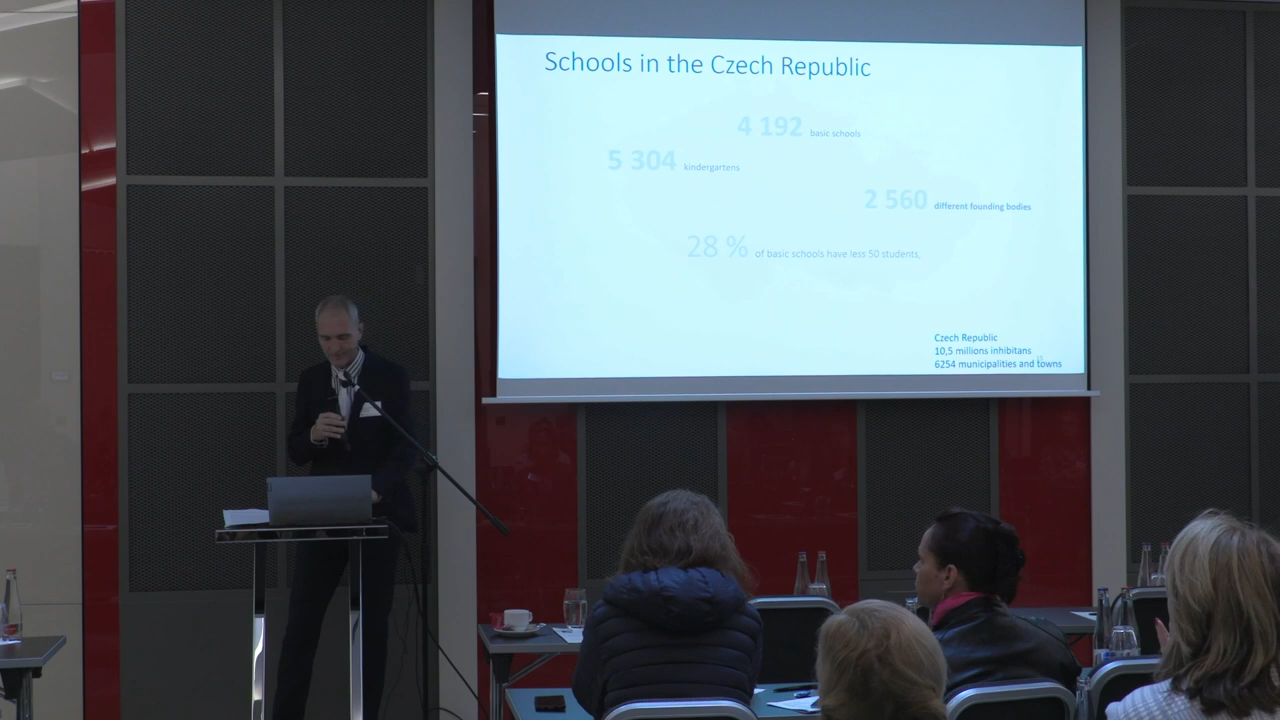 Schools in the Czech Republic
4 192 basic schools
5 304 kindergartens
2 560 different founding bodies
28 % of basic schools have less 50 students,
Czech Republic
10,5 millions inhibitans
6254 municipalities and towns